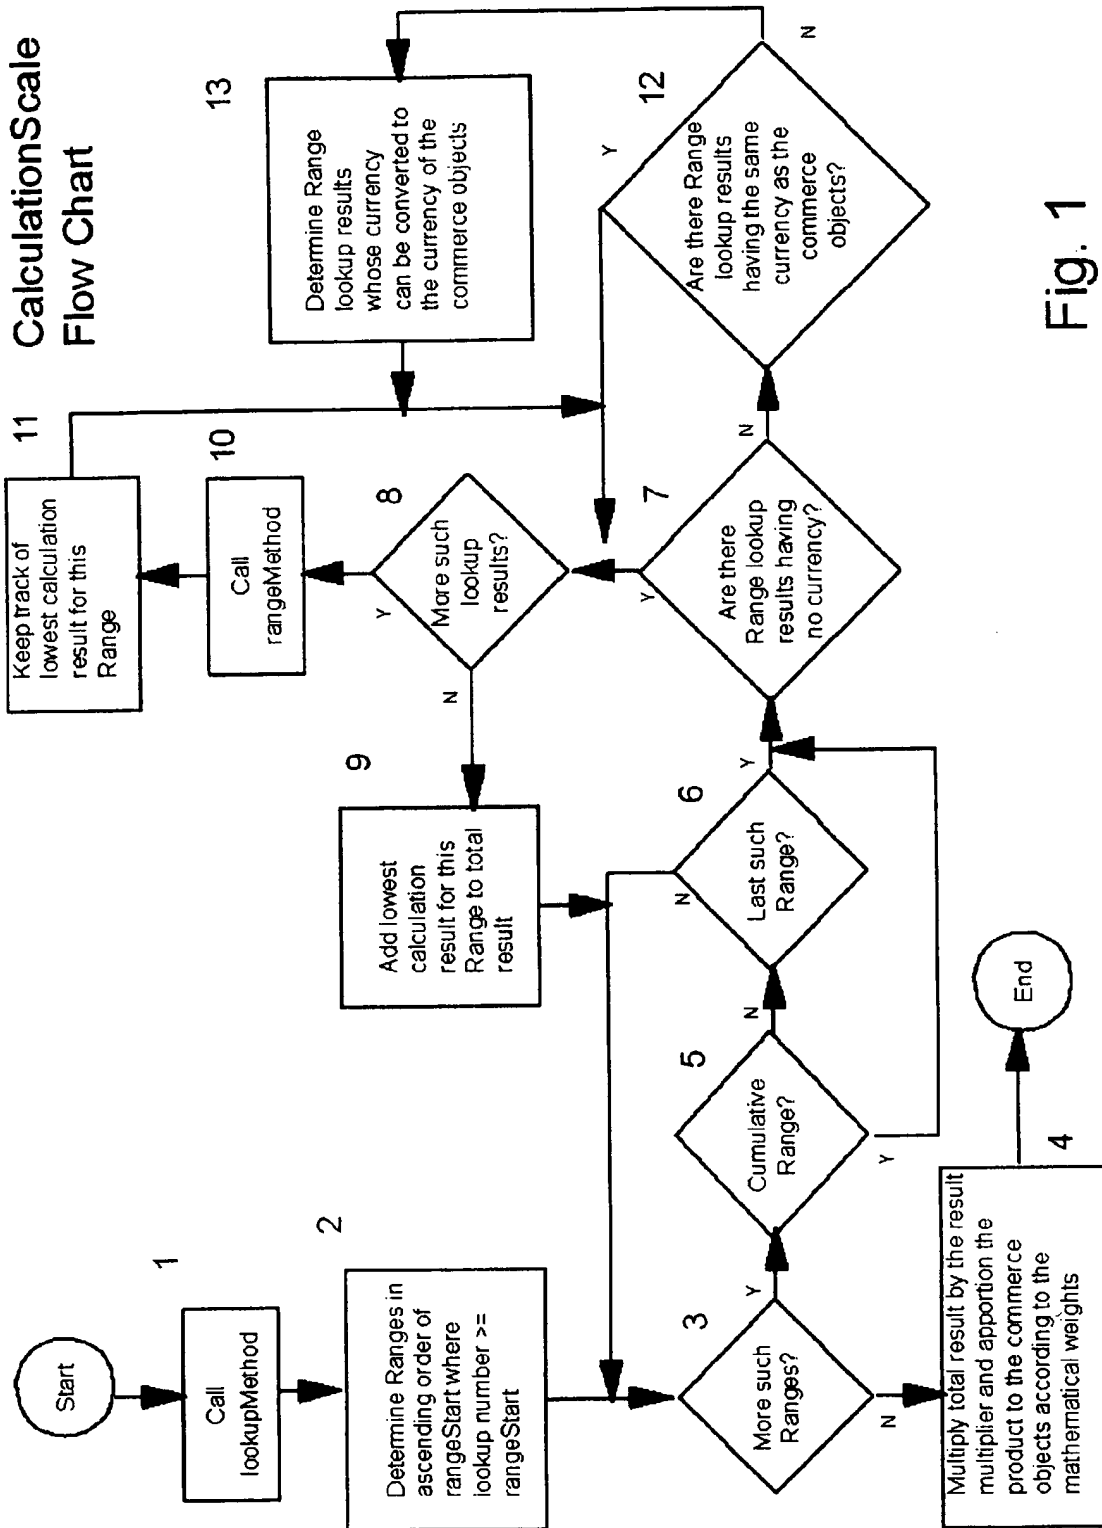 CalculationScale
Flow Chart
Start
1
Call
lookupMethod
2
Determine Ranges in
ascending order of
rangeStart where
lookup number >=
rangeStart
3
More such
Ranges?
Y
N
4
Multiply total result by the result
multiplier and apportion the
product to the commerce
objects according to the
mathematical weights
End
5
Cumulative
Range?
N
Y
6
Last such
Range?
N
Y
7
Are there
Range lookup
results having
no currency?
Y
N
8
More such
lookup
results?
Y
N
9
Add lowest
calculation
result for this
Range to total
result
10
Call
rangeMethod
11
Keep track of
lowest calculation
result for this
Range
12
Are there Range
lookup results
having the same
currency as the
commerce
objects?
Y
N
13
Determine Range
lookup results
whose currency
can be converted to
the currency of the
commerce objects
Fig. 1